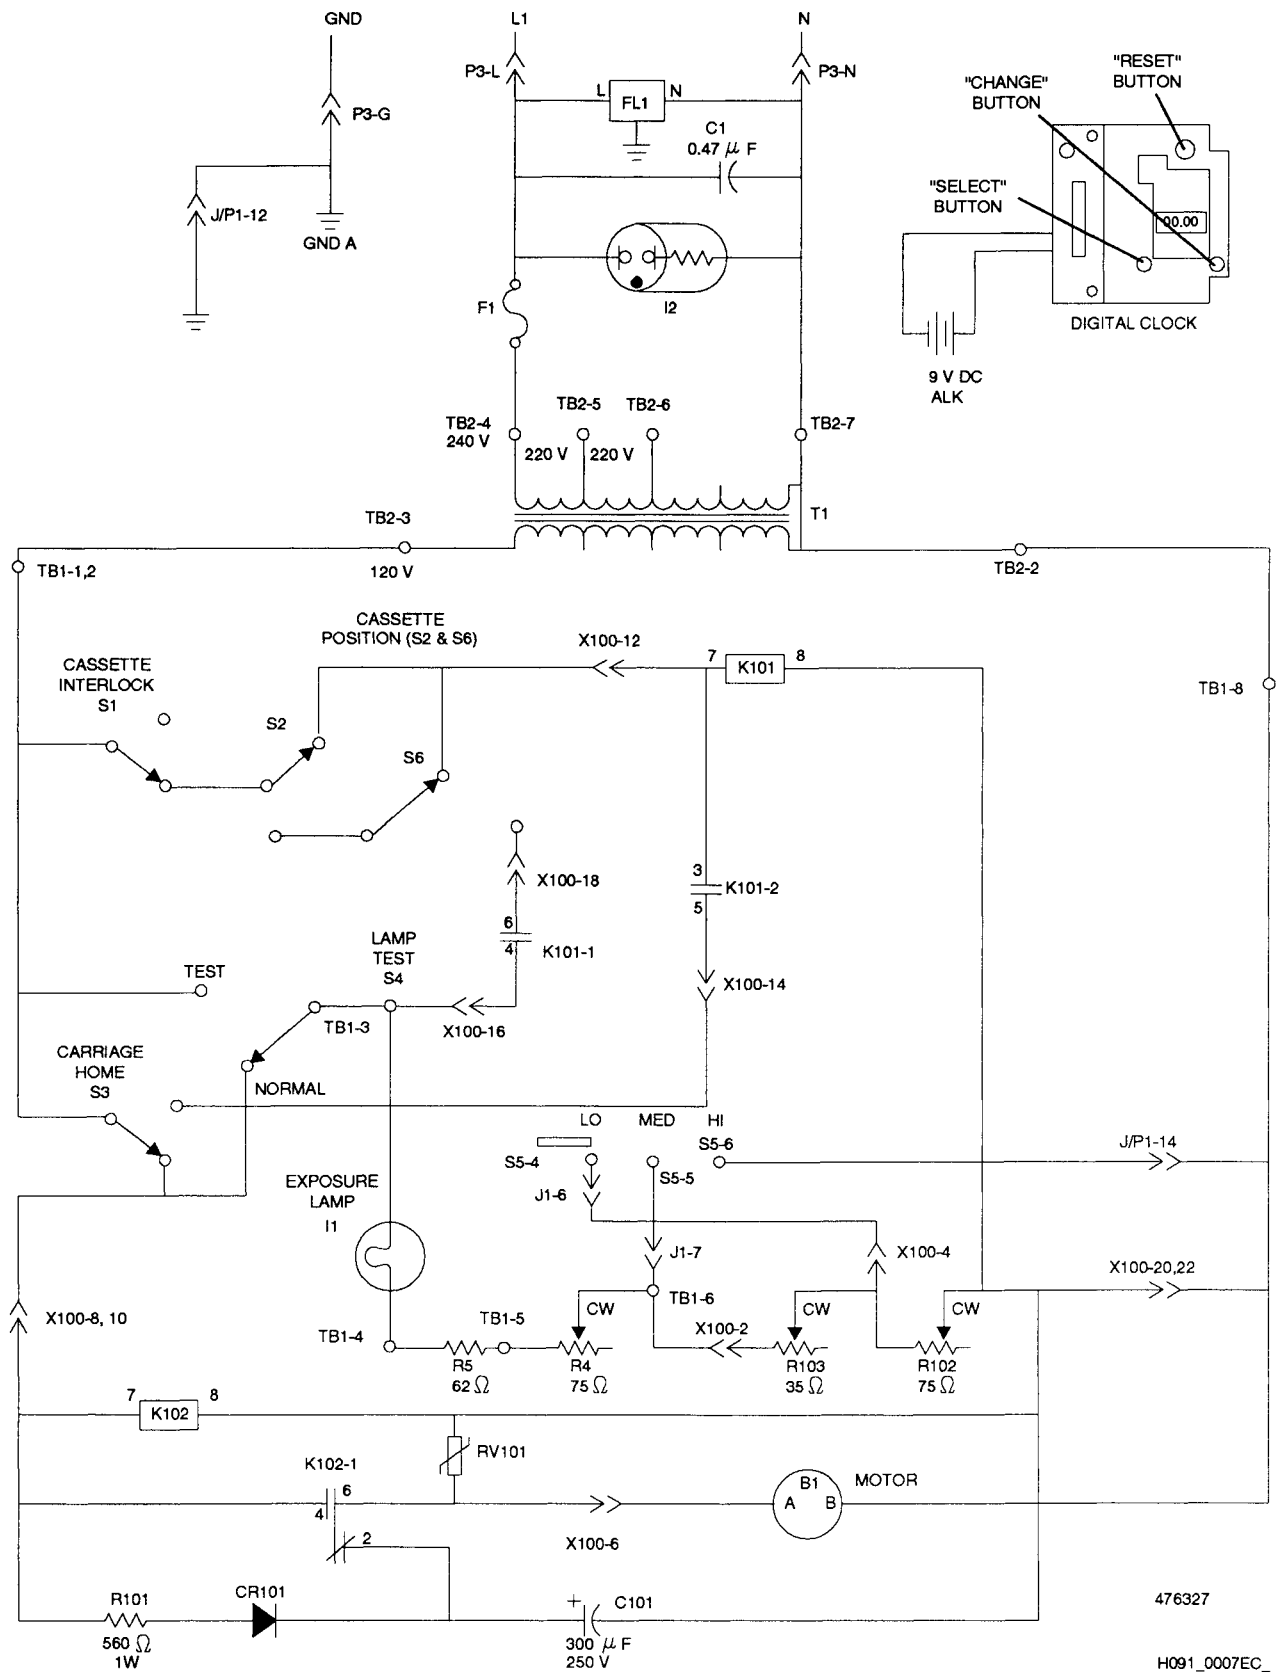 GND
L1
N
P3-L
P3-N
P3-G
L
FL1
N
C1
0.47 μ F
"RESET"
BUTTON
"CHANGE"
BUTTON
"SELECT"
BUTTON
00.00
J/P1-12
GND A
F1
I2
DIGITAL CLOCK
9 V DC
ALK
TB2-4
240 V
TB2-5
TB2-6
TB2-7
220 V
220 V
T1
TB2-3
120 V
TB1-1,2
TB2-2
TB1-8
CASSETTE
POSITION (S2 & S6)
CASSETTE
INTERLOCK
S1
S2
S6
X100-12
7
K101
8
X100-18
6
4
K101-1
3
5
K101-2
X100-14
LAMP
TEST
S4
TEST
TB1-3
X100-16
CARRIAGE
HOME
S3
NORMAL
LO
MED
HI
S5-4
S5-5
S5-6
J/P1-14
J1-6
EXPOSURE
LAMP
I1
J1-7
X100-4
X100-20,22
X100-8, 10
TB1-4
TB1-5
CW
TB1-6
X100-2
CW
CW
R5
62 Ω
R4
75 Ω
R103
35 Ω
R102
75 Ω
7
K102
8
RV101
K102-1
6
4
2
X100-6
B1
A
B
MOTOR
R101
560 Ω
1W
CR101
+
C101
300 μ F
250 V
476327
H091_0007EC_